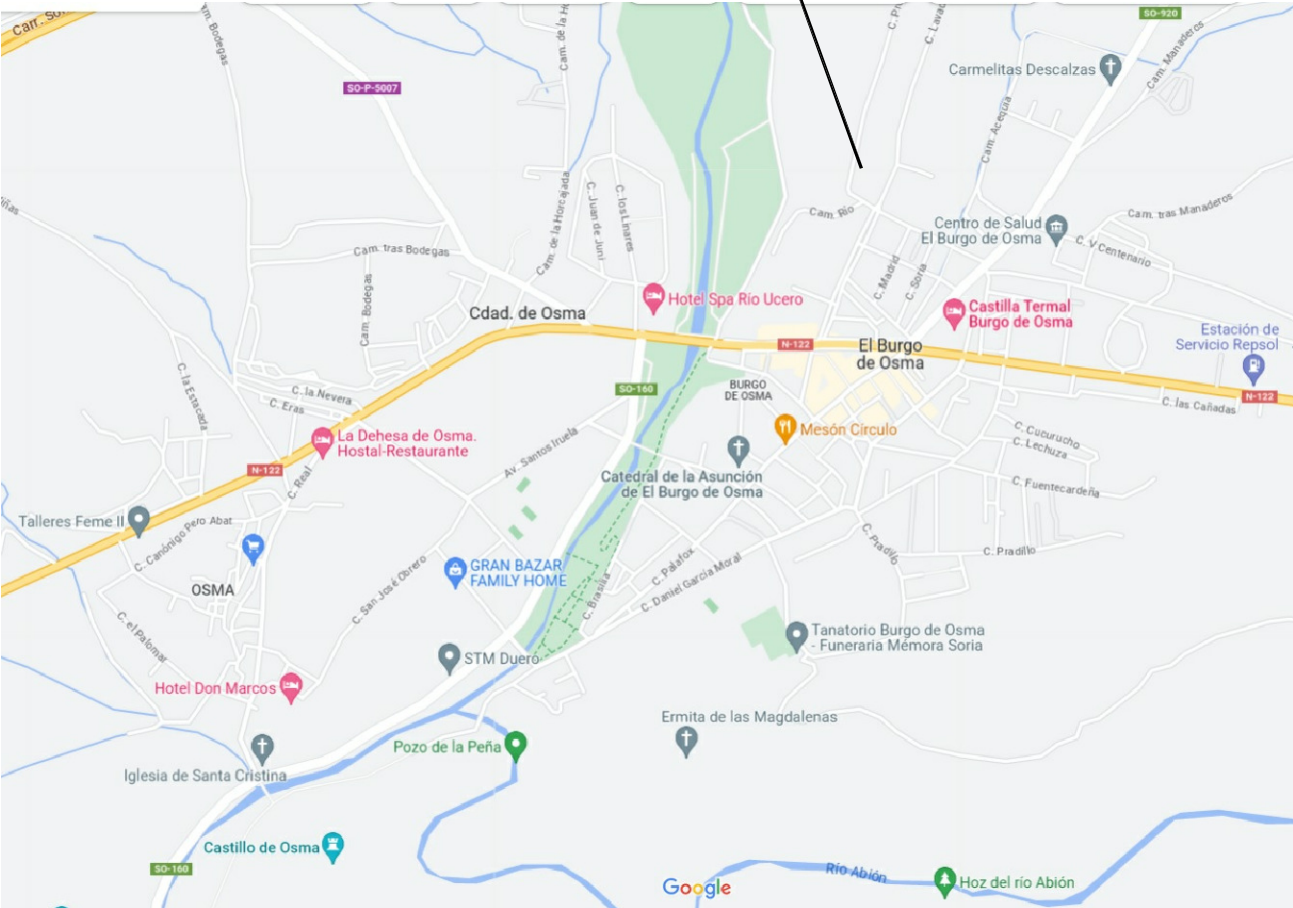 Carr. So
m. Bodegas
Cam. de la Ho
C. Lavad
SO-920
Cam. Manaderos
Carmelitas Descalzas
SO-P-5007
Cam. Acequia
Cam. Río
Cam. tras Manaderos
Centro de Salud
El Burgo de Osma
C. V Centenario
C. Juan de Juni
C. los Linares
Cam. de la Horcajada
Cam. tras Bodegas
C. Madrid
C. Soria
Hotel Spa Río Ucero
Castilla Termal
Burgo de Osma
Cdad. de Osma
Cam. Bodegas
Estación de
Servicio Repsol
N-122
El Burgo
de Osma
SO-160
BURGO
DE OSMA
N-122
C. las Cañadas
C. la Estacada
C. la Nevera
C. Eras
La Dehesa de Osma.
Hostal-Restaurante
Mesón Círculo
C. Cucurucho
C. Lechuza
Av. Santos Iruela
N-122
C. Real
Catedral de la Asunción
de El Burgo de Osma
C. Fuentecardeña
Talleres Feme II
C. Canónigo Pero Abat
C. Pradillo
C. Pradillo
GRAN BAZAR
FAMILY HOME
C. Palafox
C. Daniel García Moral
C. Brasilia
OSMA
C. San José Obrero
C. el Palomar
Tanatorio Burgo de Osma
- Funeraria Mémora Soria
STM Duero
Hotel Don Marcos
Ermita de las Magdalenas
Pozo de la Peña
Iglesia de Santa Cristina
Castillo de Osma
SO-160
Río Abión
Google
Hoz del río Abión